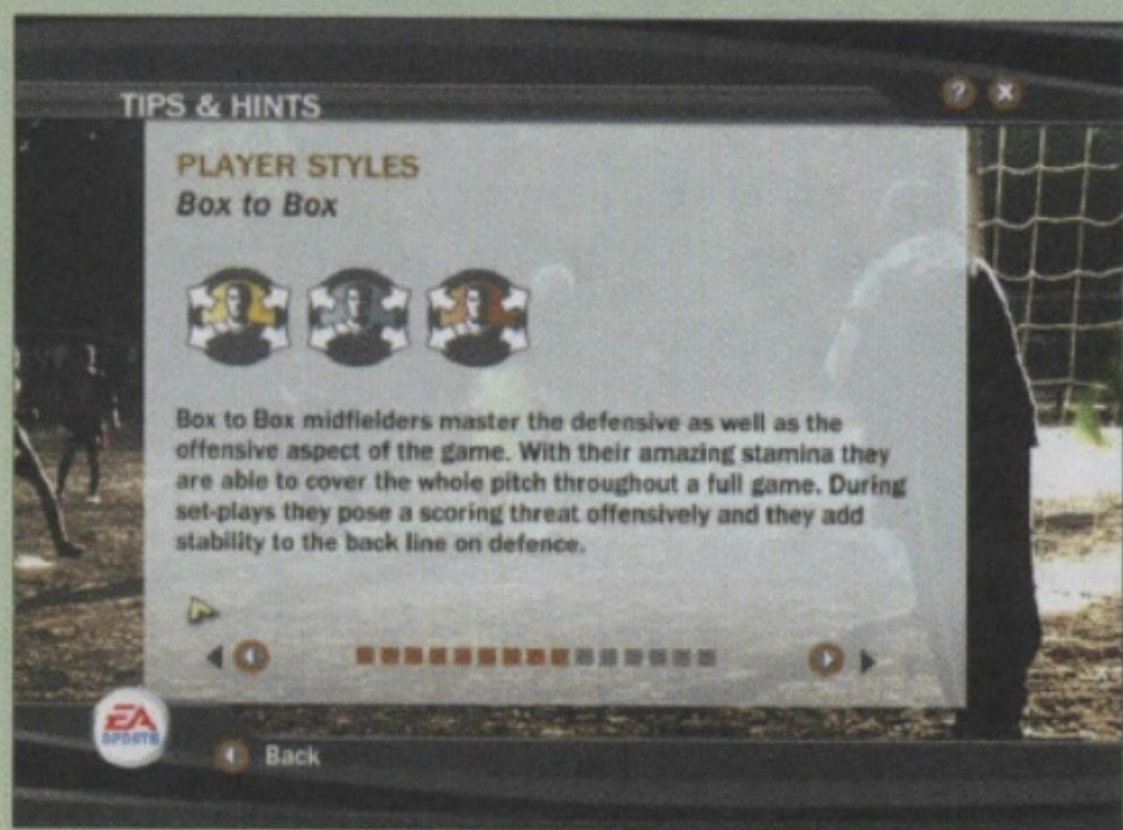 TIPS & HINTS
? X
PLAYER STYLES
Box to Box
Box to Box midfielders master the defensive as well as the
offensive aspect of the game. With their amazing stamina they
are able to cover the whole pitch throughout a full game. During
set-plays they pose a scoring threat offensively and they add
stability to the back line on defence.
EA
SPORTS
Back